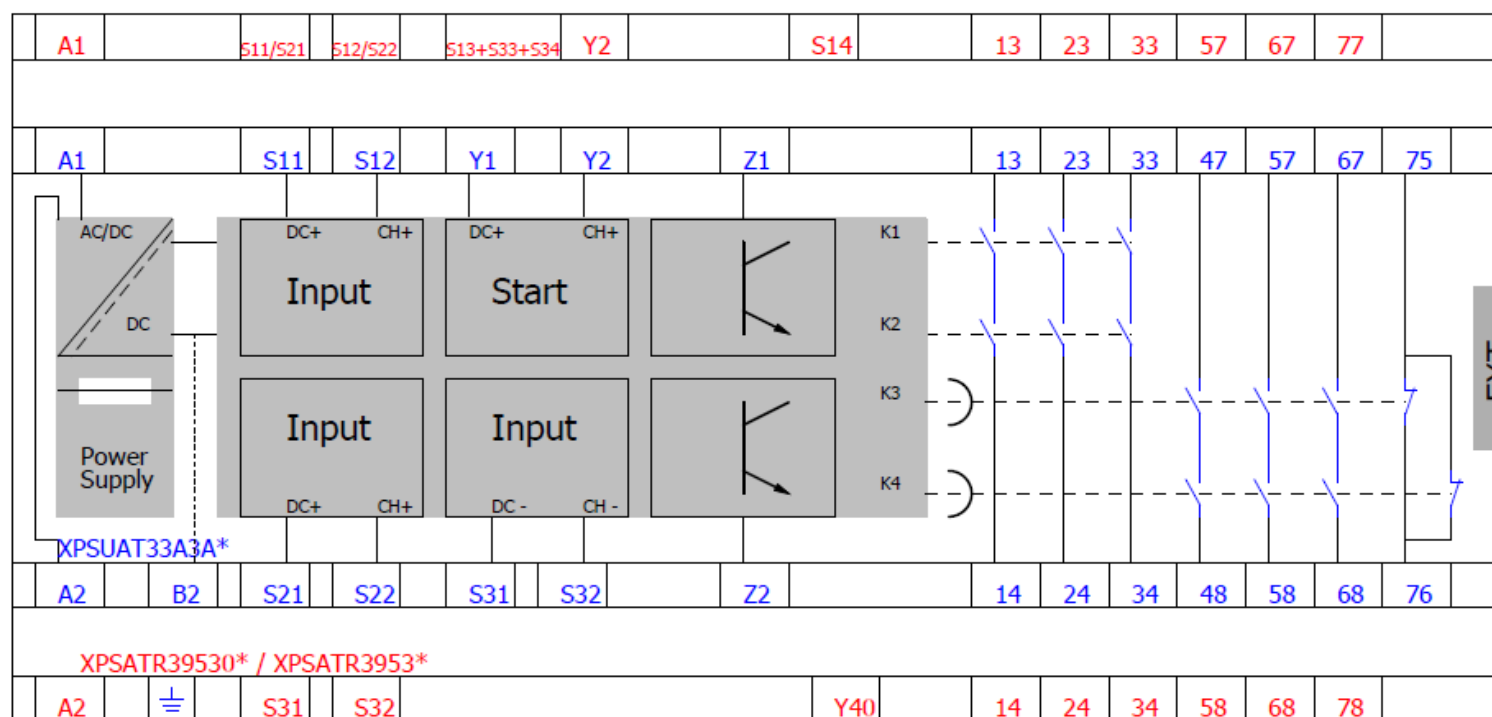 A1 S11/S21 S12/S22 S13+S33+S34 Y2 S14 13 23 33 57 67 77
A1 S11 S12 Y1 Y2 Z1 13 23 33 47 57 67 75
AC/DC DC+ CH+ DC+ CH+ K1
Input Start
DC K2
EXT
K3
Input Input
Power
Supply
K4
DC+ CH+ DC - CH -
XPSUAT33A3A*
A2 B2 S21 S22 S31 S32 Z2 14 24 34 48 58 68 76
XPSATR39530* / XPSATR3953*
A2 S31 S32 Y40 14 24 34 58 68 78